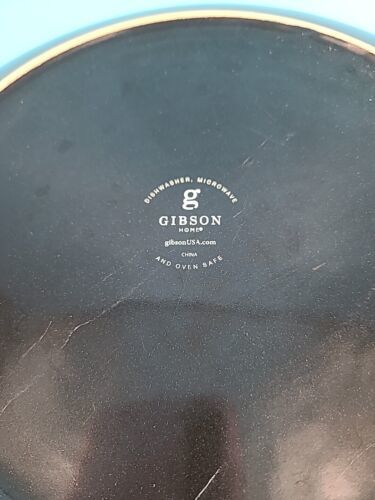 DISHWASHER, MICROWAVE
g
GIBSON
HOME®
gibsonUSA.com
CHINA
AND OVEN SAFE